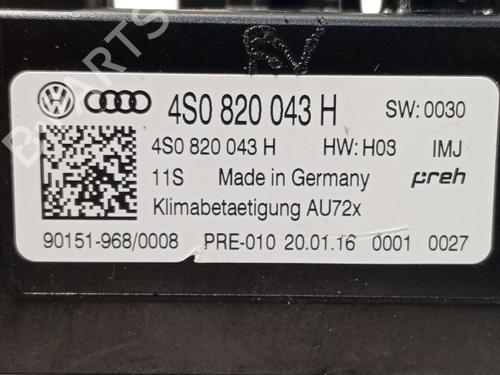 4S0 820 043 H SW: 0030
4S0 820 043 H HW: H03 IMJ
11S Made in Germany preh
Klimabetaetigung AU72x
90151-968/0008 PRE-010 20.01.16 0001 0027